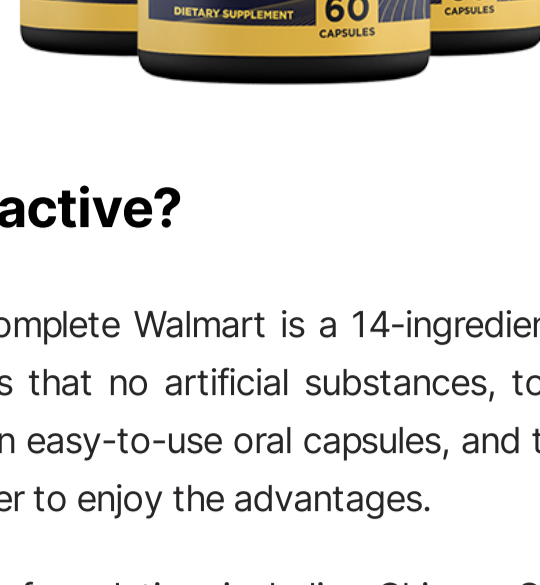 DIETARY SUPPLEMENT
60
CAPSULES
CAPSULES
active?
omplete Walmart is a 14-ingredien
s that no artificial substances, to
n easy-to-use oral capsules, and t
er to enjoy the advantages.